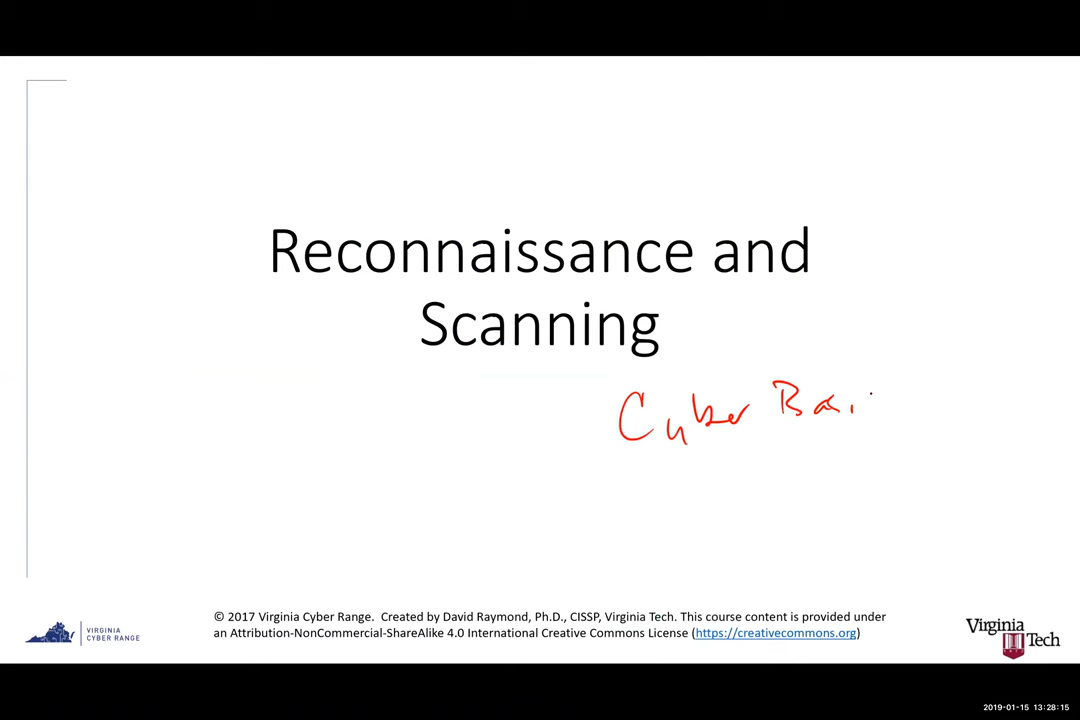 Reconnaissance and
Scanning
Cyber
VIRGINIA
CYBER RANGE
© 2017 Virginia Cyber Range. Created by David Raymond, Ph.D., CISSP, Virginia Tech. This course content is provided under
an Attribution-NonCommercial-ShareAlike 4.0 International Creative Commons License (https://creativecommons.org)
Virginia
Tech
2019-01-15 13:28:15